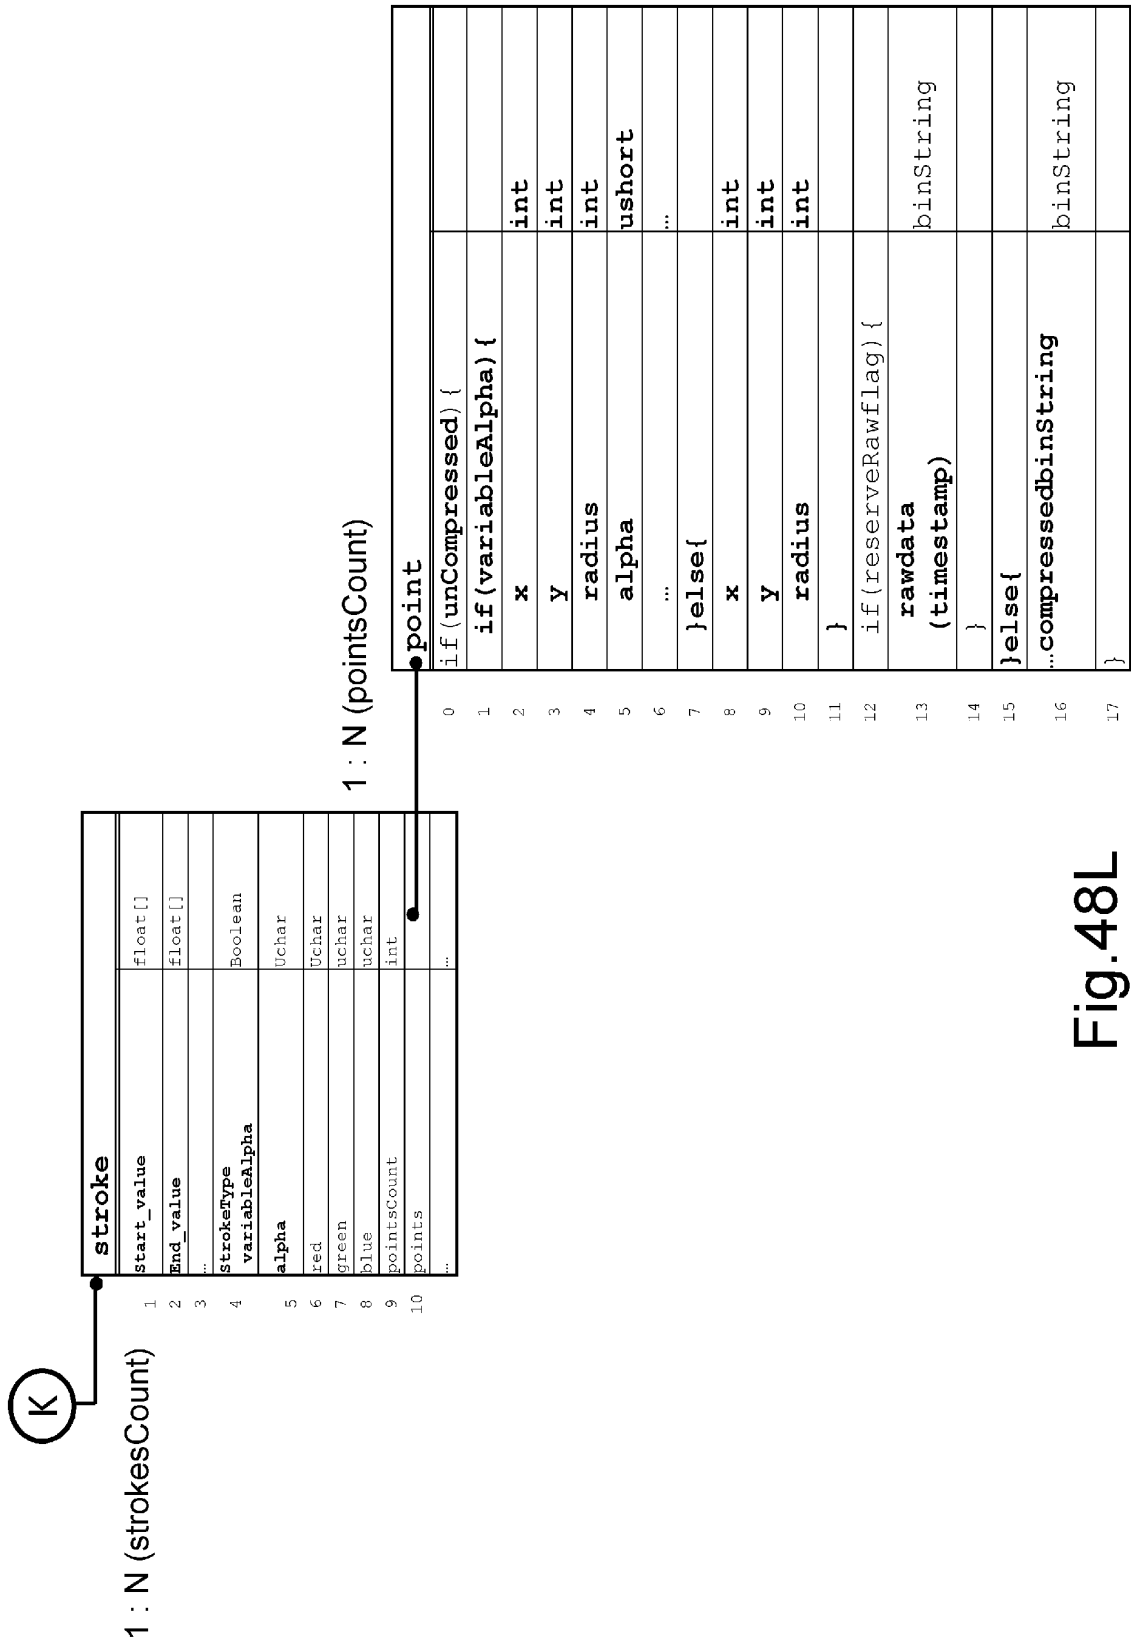 K
1 : N (strokesCount)
stroke
1 Start_value float[]
2 End_value float[]
3 …
4 StrokeType
variableAlpha Boolean
5 alpha Uchar
6 red Uchar
7 green uchar
8 blue uchar
9 pointsCount int
10 points
… …
1 : N (pointsCount)
point
0 if(unCompressed){
1 if(variableAlpha){
2 x int
3 y int
4 radius int
5 alpha ushort
6 … …
7 }else{
8 x int
9 y int
10 radius int
11 }
12 if(reserveRawflag){
13 rawdata
(timestamp) binString
14 }
15 }else{
16 …compressedbinString binString
17 }
Fig.48L